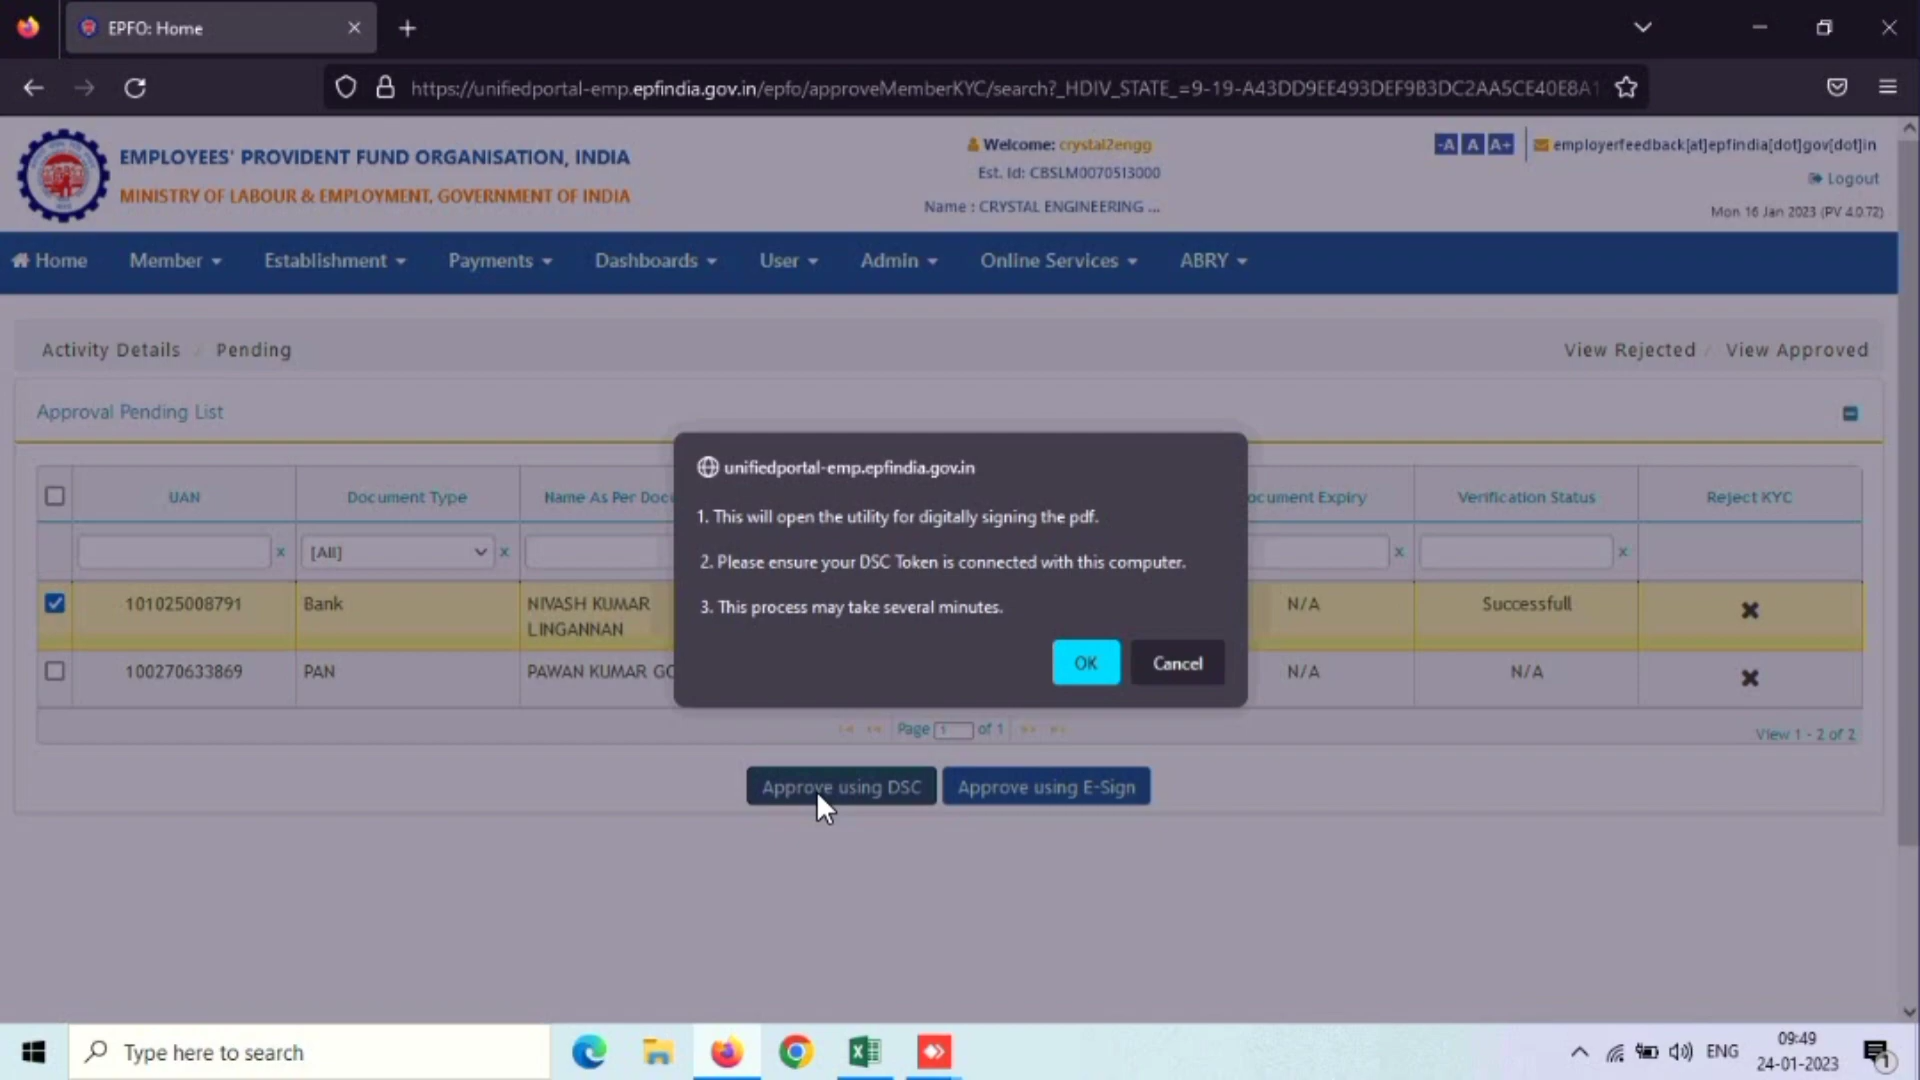 EPFO: Home
https://unifiedportal-emp.epfindia.gov.in/epfo/approveMemberKYC/search?_HDIV_STATE_=9-19-A43DD9EE493DEF9B3DC2AA5CE40E8A1
EMPLOYEES' PROVIDENT FUND ORGANISATION, INDIA
MINISTRY OF LABOUR & EMPLOYMENT, GOVERNMENT OF INDIA
Welcome: crystal2engg
Est. Id: CBSLM0070513000
Name : CRYSTAL ENGINEERING ...
-A A A+ employerfeedback[at]epfindia[dot]gov[dot]in
Logout
Mon 16 Jan 2023 (PV 4.0.72)
Home Member Establishment Payments Dashboards User Admin Online Services ABRY
Activity Details / Pending View Rejected / View Approved
Approval Pending List
UAN Document Type Name As Per Docu ocument Expiry Verification Status Reject KYC
x [All] x x x
101025008791 Bank NIVASH KUMAR LINGANNAN N/A Successfull
100270633869 PAN PAWAN KUMAR GO N/A N/A
unifiedportal-emp.epfindia.gov.in
1. This will open the utility for digitally signing the pdf.
2. Please ensure your DSC Token is connected with this computer.
3. This process may take several minutes.
OK Cancel
Page 1 of 1 View 1 - 2 of 2
Approve using DSC Approve using E-Sign
Type here to search
ENG
09:49
24-01-2023
1